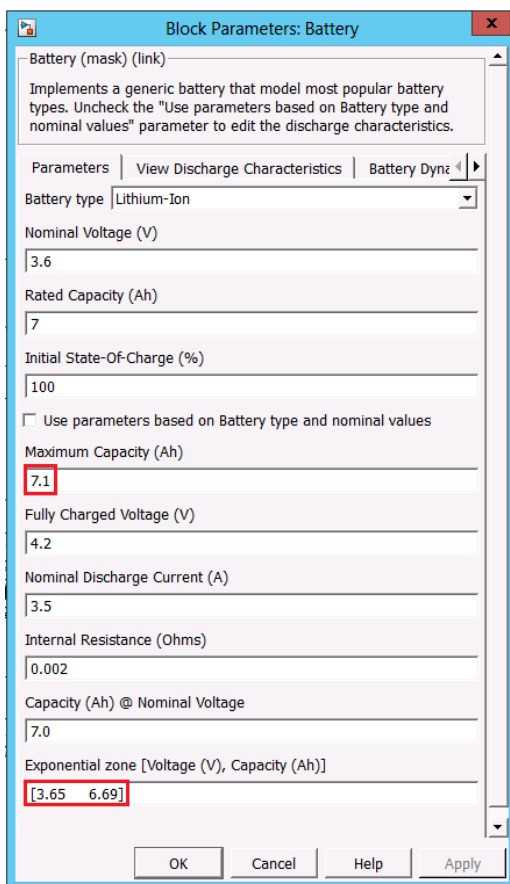 Block Parameters: Battery
x
Battery (mask) (link)
Implements a generic battery that model most popular battery
types. Uncheck the "Use parameters based on Battery type and
nominal values" parameter to edit the discharge characteristics.
Parameters View Discharge Characteristics Battery Dyna
Battery type Lithium-Ion
Nominal Voltage (V)
3.6
Rated Capacity (Ah)
7
Initial State-Of-Charge (%)
100
Use parameters based on Battery type and nominal values
Maximum Capacity (Ah)
7.1
Fully Charged Voltage (V)
4.2
Nominal Discharge Current (A)
3.5
Internal Resistance (Ohms)
0.002
Capacity (Ah) @ Nominal Voltage
7.0
Exponential zone [Voltage (V), Capacity (Ah)]
[3.65 6.69]
OK Cancel Help Apply